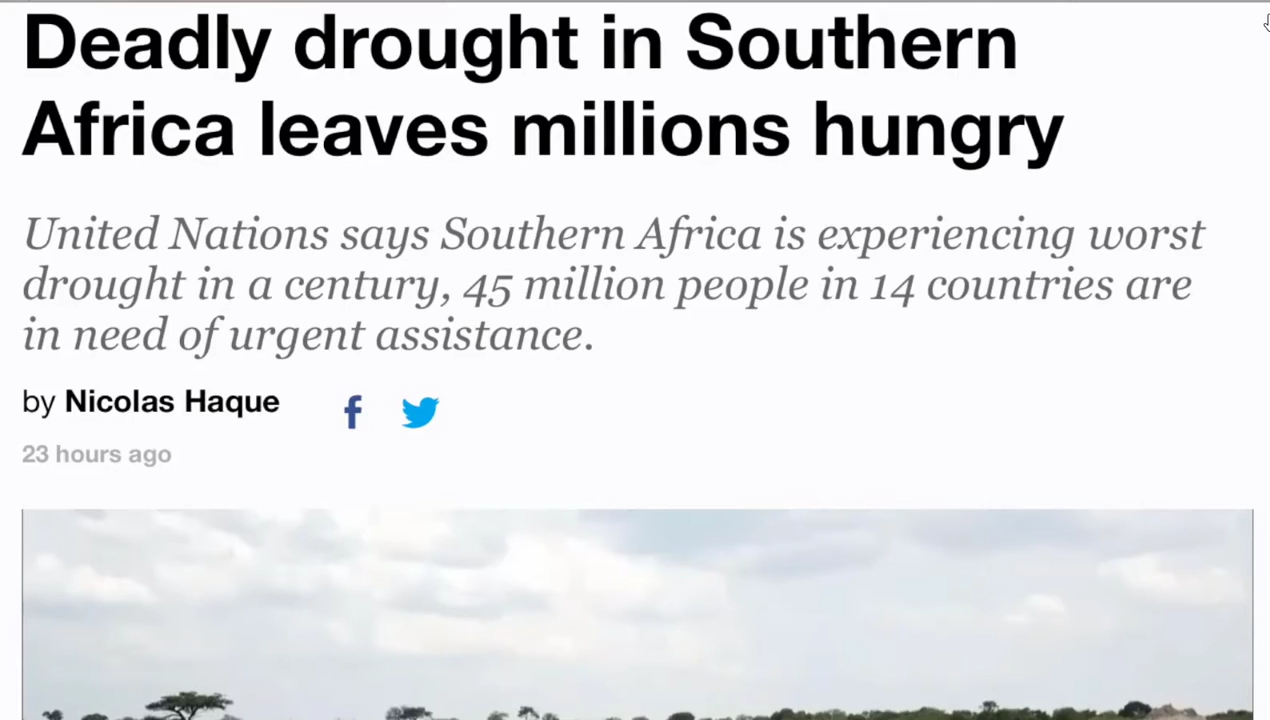 Deadly drought in Southern
Africa leaves millions hungry
United Nations says Southern Africa is experiencing worst
drought in a century, 45 million people in 14 countries are
in need of urgent assistance.
by Nicolas Haque
23 hours ago